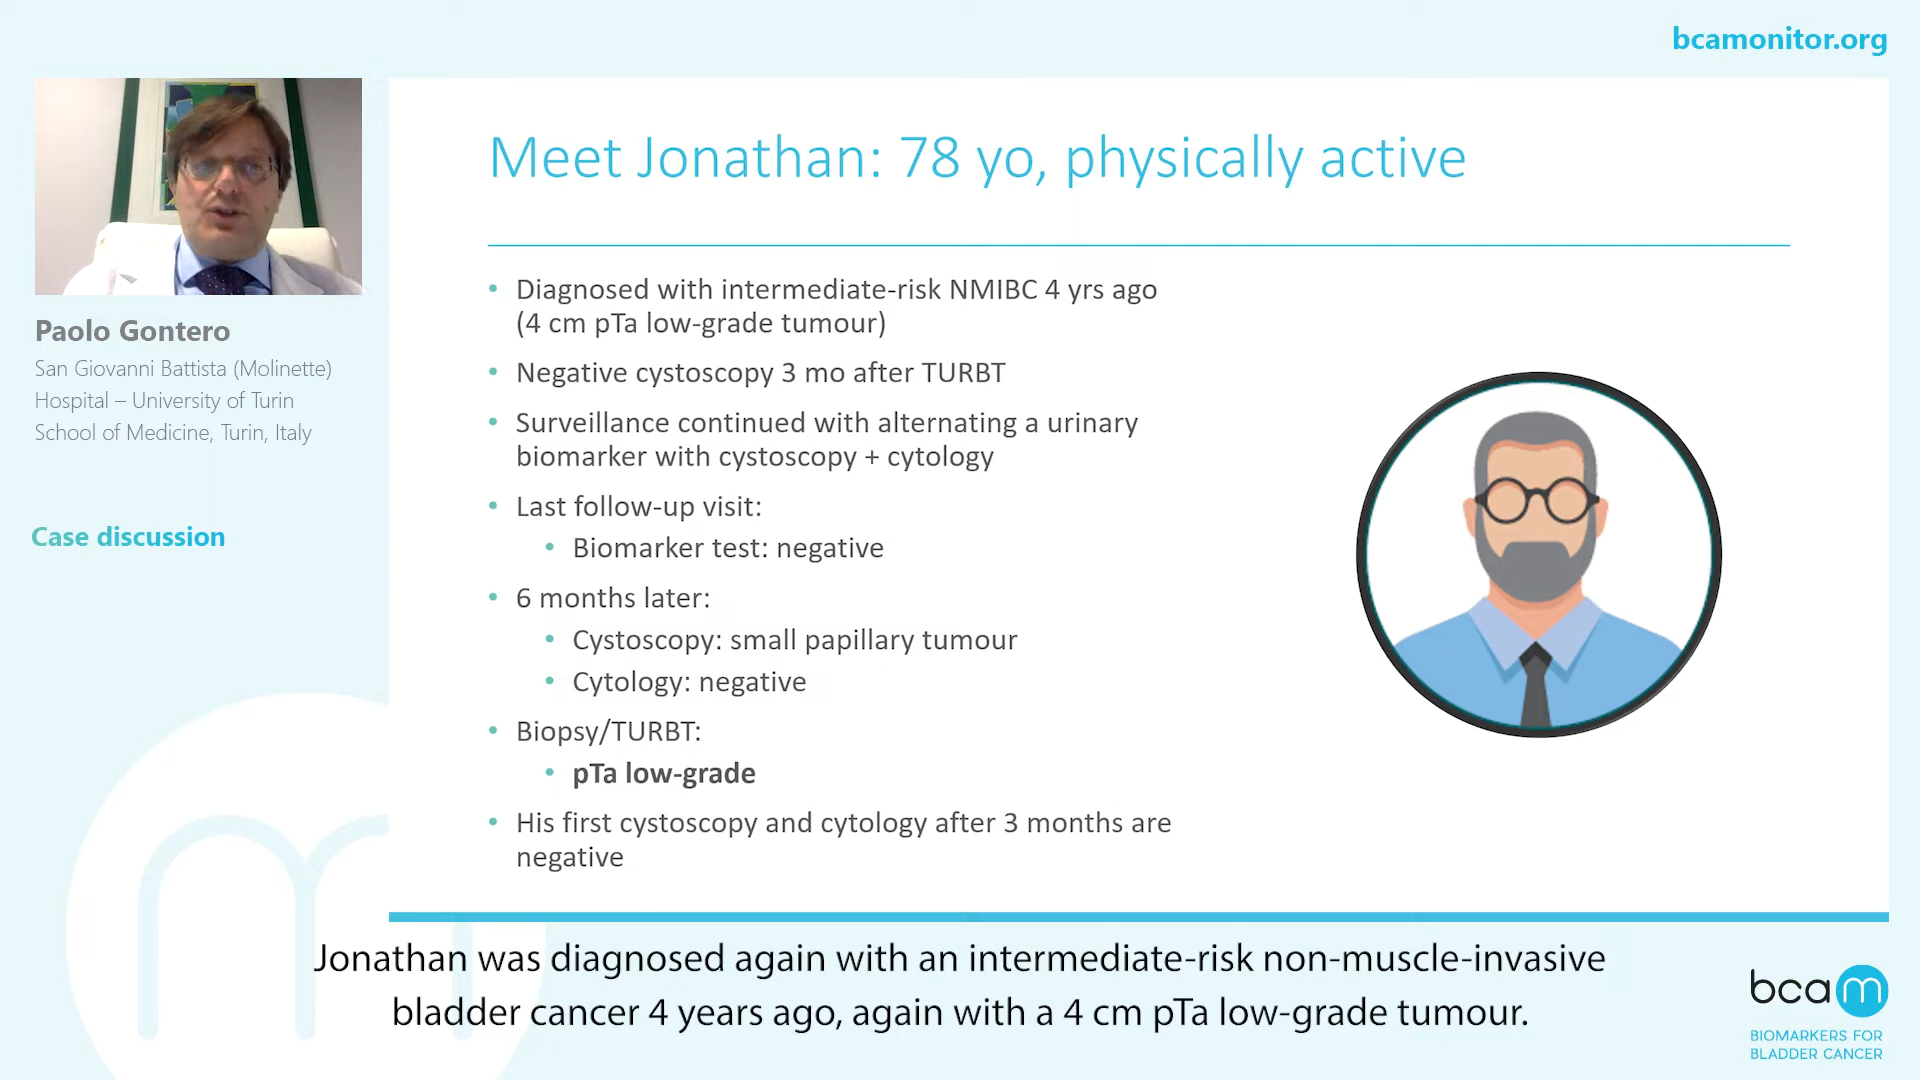 bcamonitor.org
Paolo Gontero
San Giovanni Battista (Molinette)
Hospital – University of Turin
School of Medicine, Turin, Italy
Case discussion
Meet Jonathan: 78 yo, physically active
• Diagnosed with intermediate-risk NMIBC 4 yrs ago
(4 cm pTa low-grade tumour)
• Negative cystoscopy 3 mo after TURBT
• Surveillance continued with alternating a urinary
biomarker with cystoscopy + cytology
• Last follow-up visit:
• Biomarker test: negative
• 6 months later:
• Cystoscopy: small papillary tumour
• Cytology: negative
• Biopsy/TURBT:
• pTa low-grade
• His first cystoscopy and cytology after 3 months are
negative
Jonathan was diagnosed again with an intermediate-risk non-muscle-invasive
bladder cancer 4 years ago, again with a 4 cm pTa low-grade tumour.
bcam
BIOMARKERS FOR
BLADDER CANCER